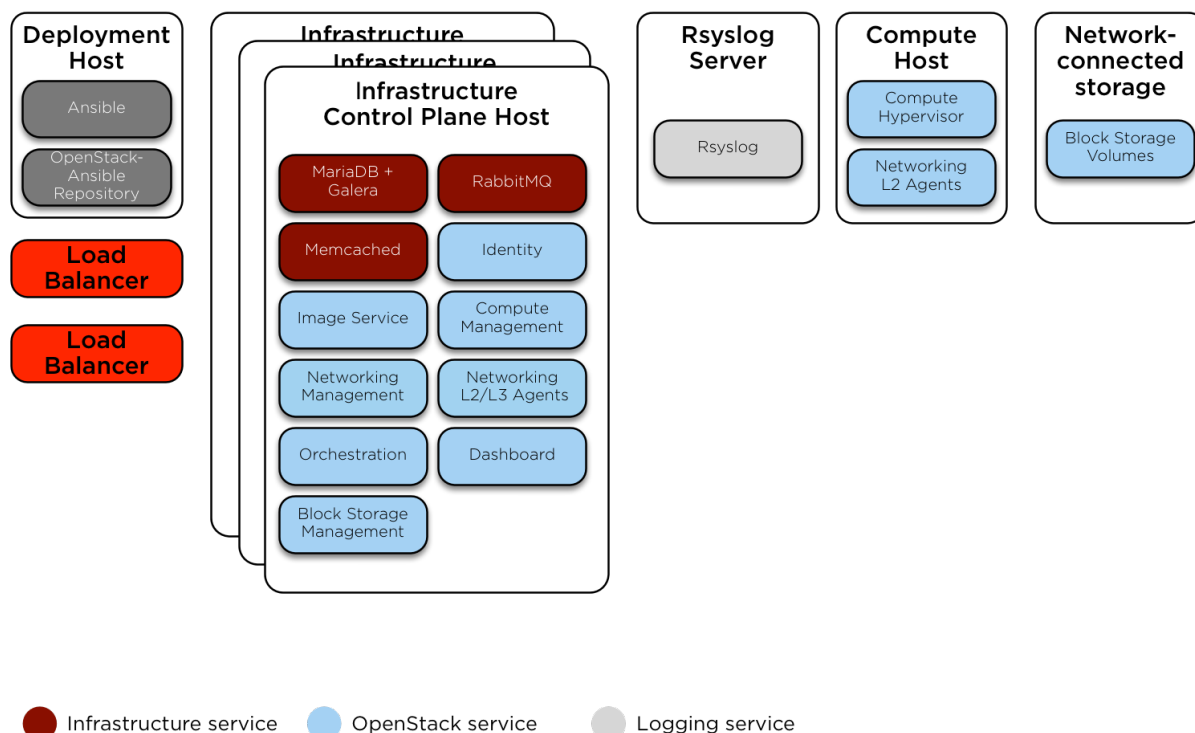 Deployment
Host
Ansible
OpenStack-
Ansible
Repository
Load
Balancer
Load
Balancer
Infrastructure
Infrastructure
Infrastructure
Control Plane Host
MariaDB +
Galera
RabbitMQ
Memcached
Identity
Image Service
Compute
Management
Networking
Management
Networking
L2/L3 Agents
Orchestration
Dashboard
Block Storage
Management
Rsyslog
Server
Rsyslog
Compute
Host
Compute
Hypervisor
Networking
L2 Agents
Network-
connected
storage
Block Storage
Volumes
Infrastructure service
OpenStack service
Logging service